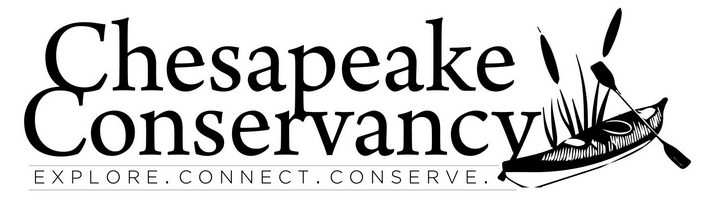 Chesapeake
Conservancy
EXPLORE. CONNECT. CONSERVE.